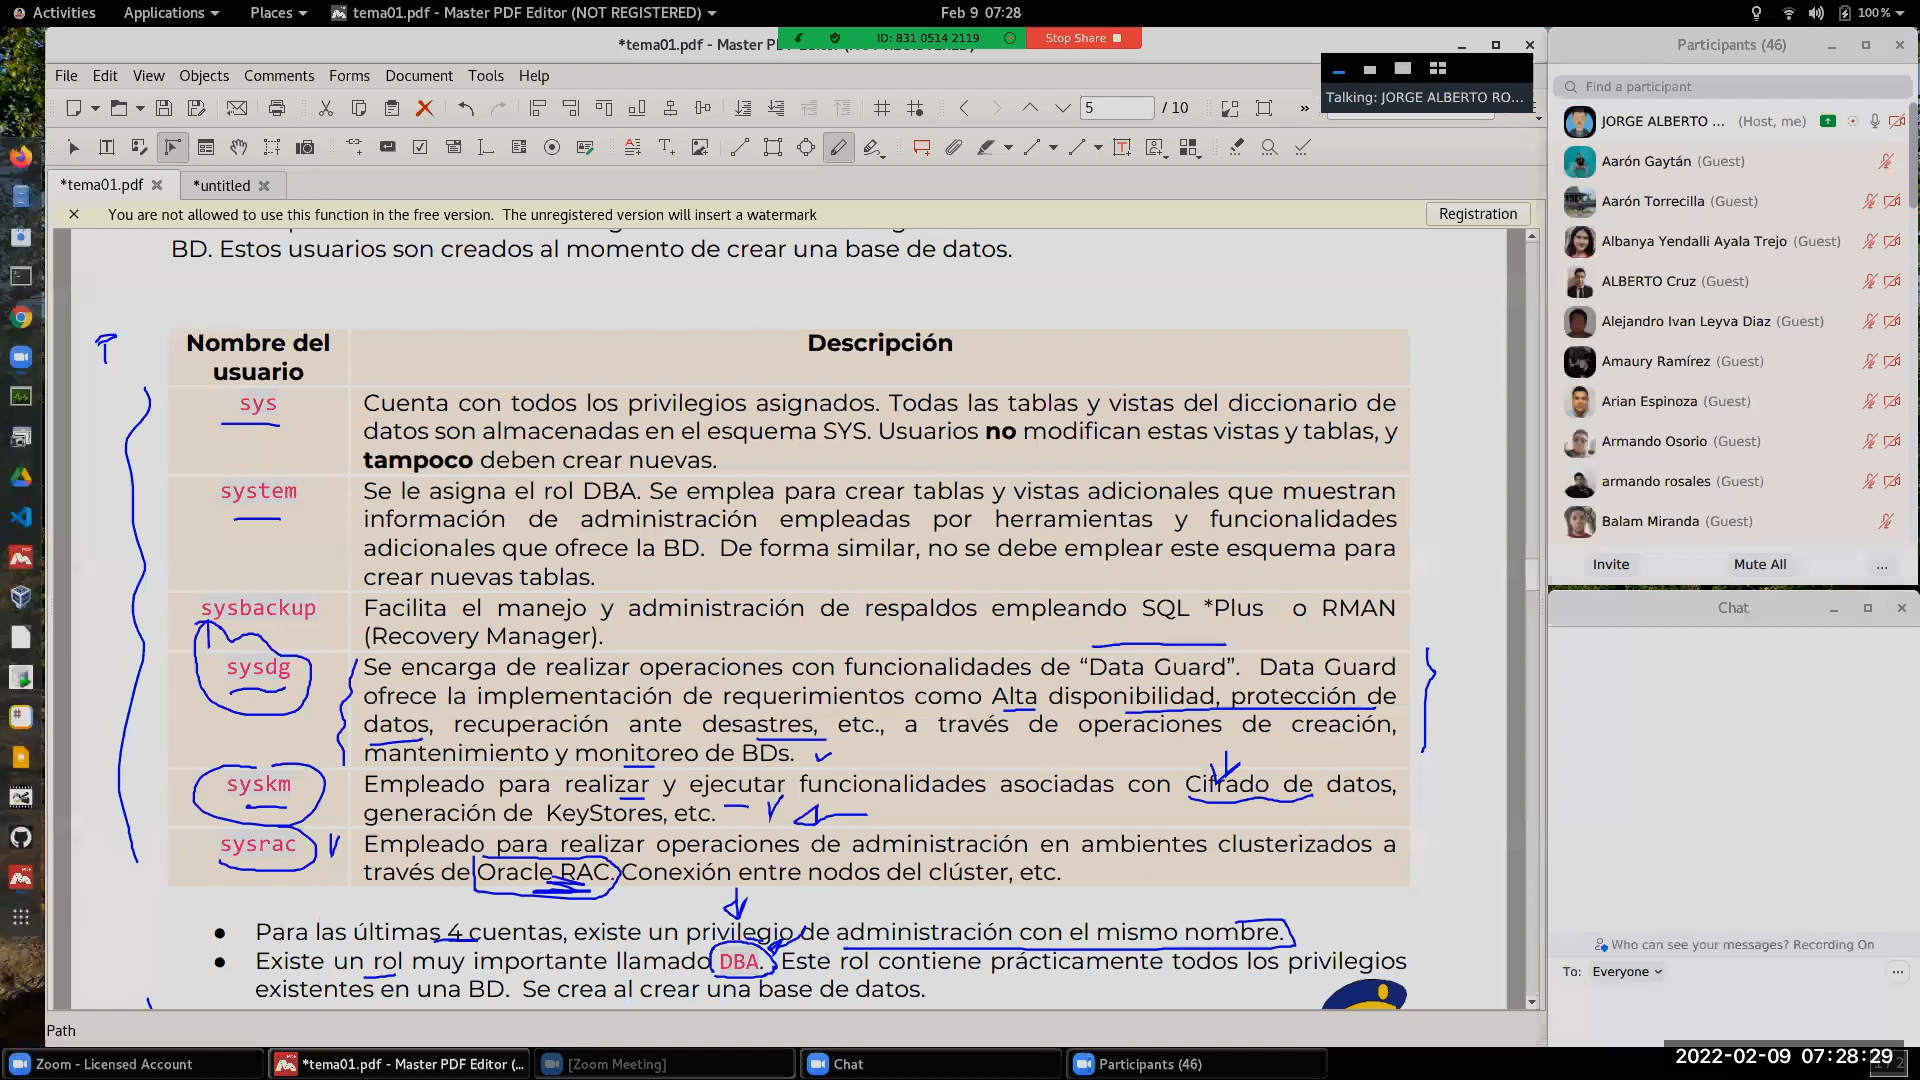 Activities
Applications
Places
tema01.pdf - Master PDF Editor (NOT REGISTERED)
Feb 9 07:28
100%
*tema01.pdf - Master PDF E
ID: 831 0514 2119
Stop Share
Talking: JORGE ALBERTO RO...
File Edit View Objects Comments Forms Document Tools Help
5 / 10
*tema01.pdf
*untitled
You are not allowed to use this function in the free version. The unregistered version will insert a watermark
Registration
BD. Estos usuarios son creados al momento de crear una base de datos.
Nombre del usuario
Descripción
sys
Cuenta con todos los privilegios asignados. Todas las tablas y vistas del diccionario de
datos son almacenadas en el esquema SYS. Usuarios no modifican estas vistas y tablas, y
tampoco deben crear nuevas.
system
Se le asigna el rol DBA. Se emplea para crear tablas y vistas adicionales que muestran
información de administración empleadas por herramientas y funcionalidades
adicionales que ofrece la BD. De forma similar, no se debe emplear este esquema para
crear nuevas tablas.
sysbackup
Facilita el manejo y administración de respaldos empleando SQL *Plus o RMAN
(Recovery Manager).
sysdg
Se encarga de realizar operaciones con funcionalidades de “Data Guard”. Data Guard
ofrece la implementación de requerimientos como Alta disponibilidad, protección de
datos, recuperación ante desastres, etc., a través de operaciones de creación,
mantenimiento y monitoreo de BDs.
syskm
Empleado para realizar y ejecutar funcionalidades asociadas con Cifrado de datos,
generación de KeyStores, etc.
sysrac
Empleado para realizar operaciones de administración en ambientes clusterizados a
través de Oracle RAC. Conexión entre nodos del clúster, etc.
● Para las últimas 4 cuentas, existe un privilegio de administración con el mismo nombre.
● Existe un rol muy importante llamado DBA. Este rol contiene prácticamente todos los privilegios
existentes en una BD. Se crea al crear una base de datos.
Path
Participants (46)
Find a participant
JORGE ALBERTO ... (Host, me)
Aarón Gaytán (Guest)
Aarón Torrecilla (Guest)
Albanya Yendalli Ayala Trejo (Guest)
ALBERTO Cruz (Guest)
Alejandro Ivan Leyva Diaz (Guest)
Amaury Ramírez (Guest)
Arian Espinoza (Guest)
Armando Osorio (Guest)
armando rosales (Guest)
Balam Miranda (Guest)
Invite
Mute All
...
Chat
Who can see your messages? Recording On
To: Everyone
Zoom - Licensed Account
*tema01.pdf - Master PDF Editor (...
[Zoom Meeting]
Chat
Participants (46)
2022-02-09 07:28:29